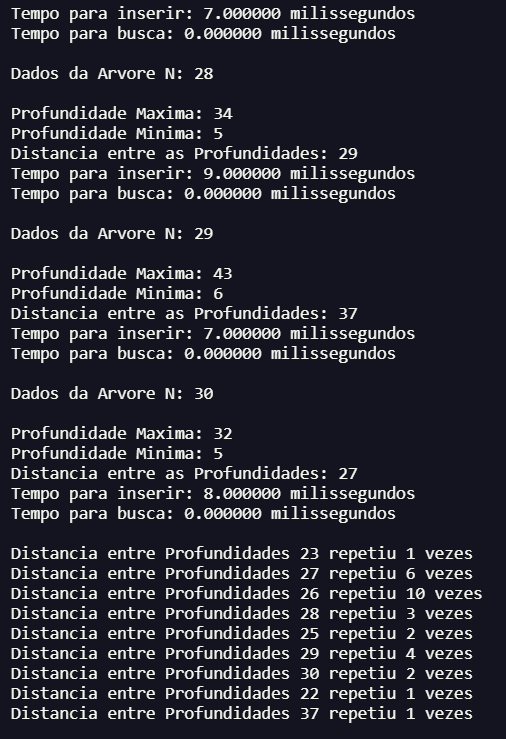 Tempo para inserir: 7.000000 milissegundos
Tempo para busca: 0.000000 milissegundos
Dados da Arvore N: 28
Profundidade Maxima: 34
Profundidade Minima: 5
Distancia entre as Profundidades: 29
Tempo para inserir: 9.000000 milissegundos
Tempo para busca: 0.000000 milissegundos
Dados da Arvore N: 29
Profundidade Maxima: 43
Profundidade Minima: 6
Distancia entre as Profundidades: 37
Tempo para inserir: 7.000000 milissegundos
Tempo para busca: 0.000000 milissegundos
Dados da Arvore N: 30
Profundidade Maxima: 32
Profundidade Minima: 5
Distancia entre as Profundidades: 27
Tempo para inserir: 8.000000 milissegundos
Tempo para busca: 0.000000 milissegundos
Distancia entre Profundidades 23 repetiu 1 vezes
Distancia entre Profundidades 27 repetiu 6 vezes
Distancia entre Profundidades 26 repetiu 10 vezes
Distancia entre Profundidades 28 repetiu 3 vezes
Distancia entre Profundidades 25 repetiu 2 vezes
Distancia entre Profundidades 29 repetiu 4 vezes
Distancia entre Profundidades 30 repetiu 2 vezes
Distancia entre Profundidades 22 repetiu 1 vezes
Distancia entre Profundidades 37 repetiu 1 vezes